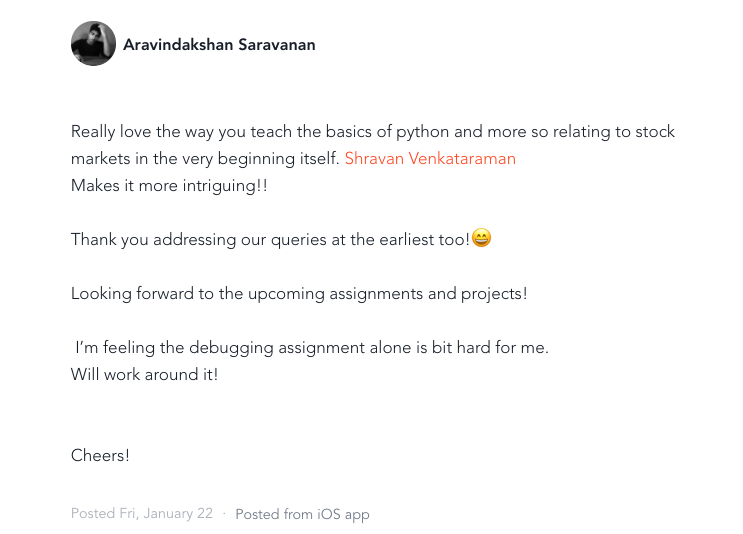 Aravindakshan Saravanan
Really love the way you teach the basics of python and more so relating to stock
markets in the very beginning itself. Shravan Venkataraman
Makes it more intriguing!!
Thank you addressing our queries at the earliest too!😄
Looking forward to the upcoming assignments and projects!
I’m feeling the debugging assignment alone is bit hard for me.
Will work around it!
Cheers!
Posted Fri, January 22 · Posted from iOS app